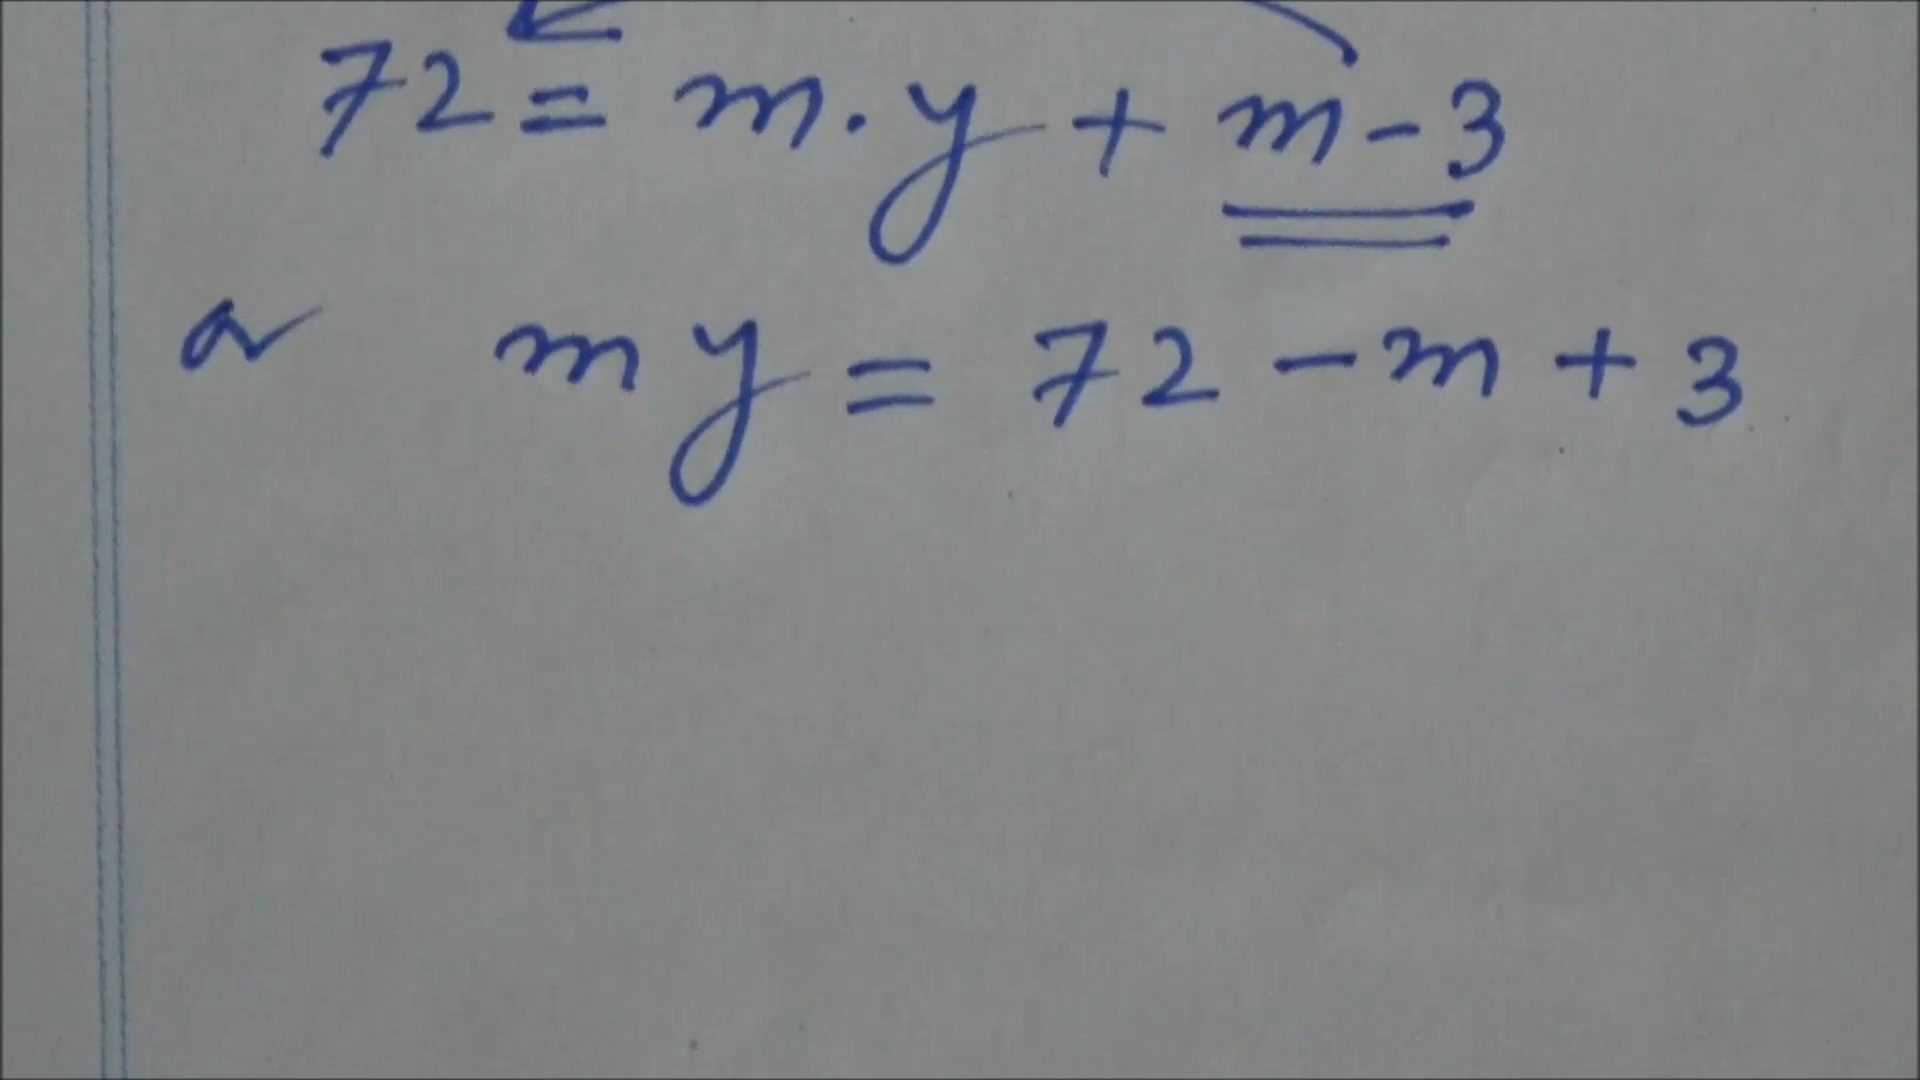 72 = m.y + m - 3
or my = 72 - m + 3